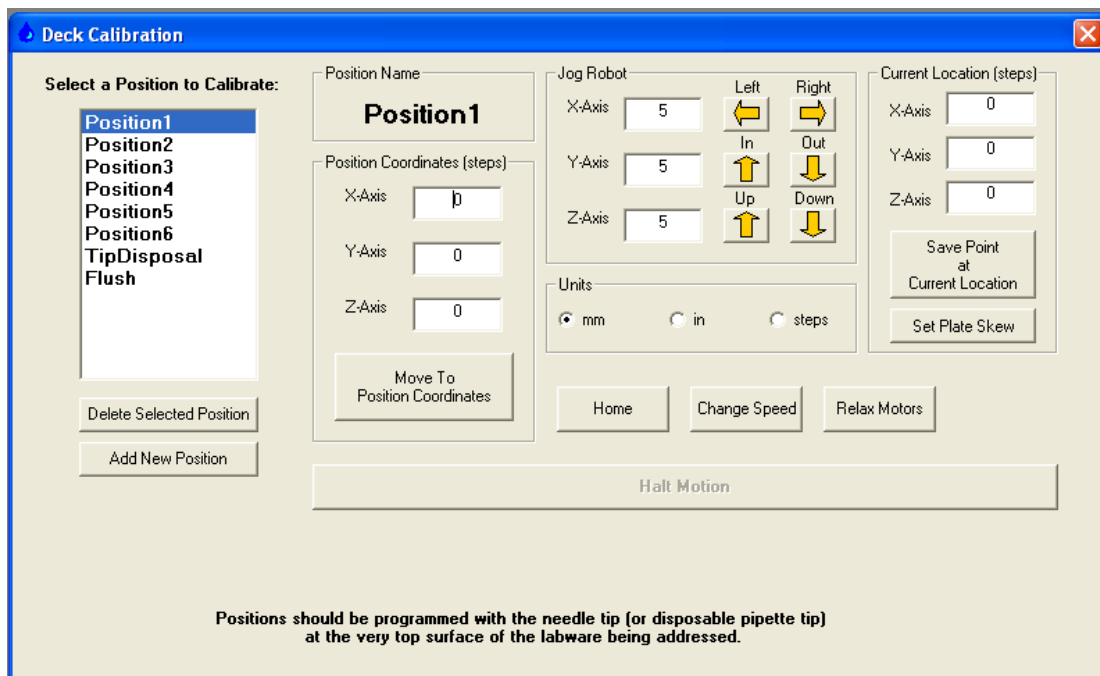 Deck Calibration
Select a Position to Calibrate:
Position1
Position2
Position3
Position4
Position5
Position6
TipDisposal
Flush
Delete Selected Position
Add New Position
Position Name
Position1
Position Coordinates (steps)
X-Axis 0
Y-Axis 0
Z-Axis 0
Move To
Position Coordinates
Jog Robot
Left Right
X-Axis 5
In Out
Y-Axis 5
Up Down
Z-Axis 5
Units
mm in steps
Home Change Speed Relax Motors
Current Location (steps)
X-Axis 0
Y-Axis 0
Z-Axis 0
Save Point
at
Current Location
Set Plate Skew
Halt Motion
Positions should be programmed with the needle tip (or disposable pipette tip)
at the very top surface of the labware being addressed.